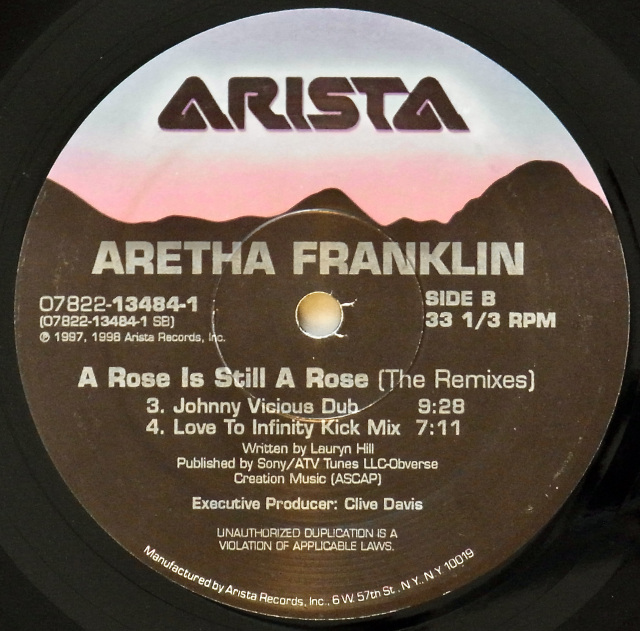 ARISTA
ARETHA FRANKLIN
07822-13484-1
(07822-13484-1 SB)
℗ 1997, 1998 Arista Records, Inc.
SIDE B
33 1/3 RPM
A Rose Is Still A Rose (The Remixes)
3. Johnny Vicious Dub 9:28
4. Love To Infinity Kick Mix 7:11
Written by Lauryn Hill
Published by Sony/ATV Tunes LLC-Obverse
Creation Music (ASCAP)
Executive Producer: Clive Davis
UNAUTHORIZED DUPLICATION IS A
VIOLATION OF APPLICABLE LAWS.
Manufactured by Arista Records, Inc., 6 W. 57th St., N.Y., N.Y 10019